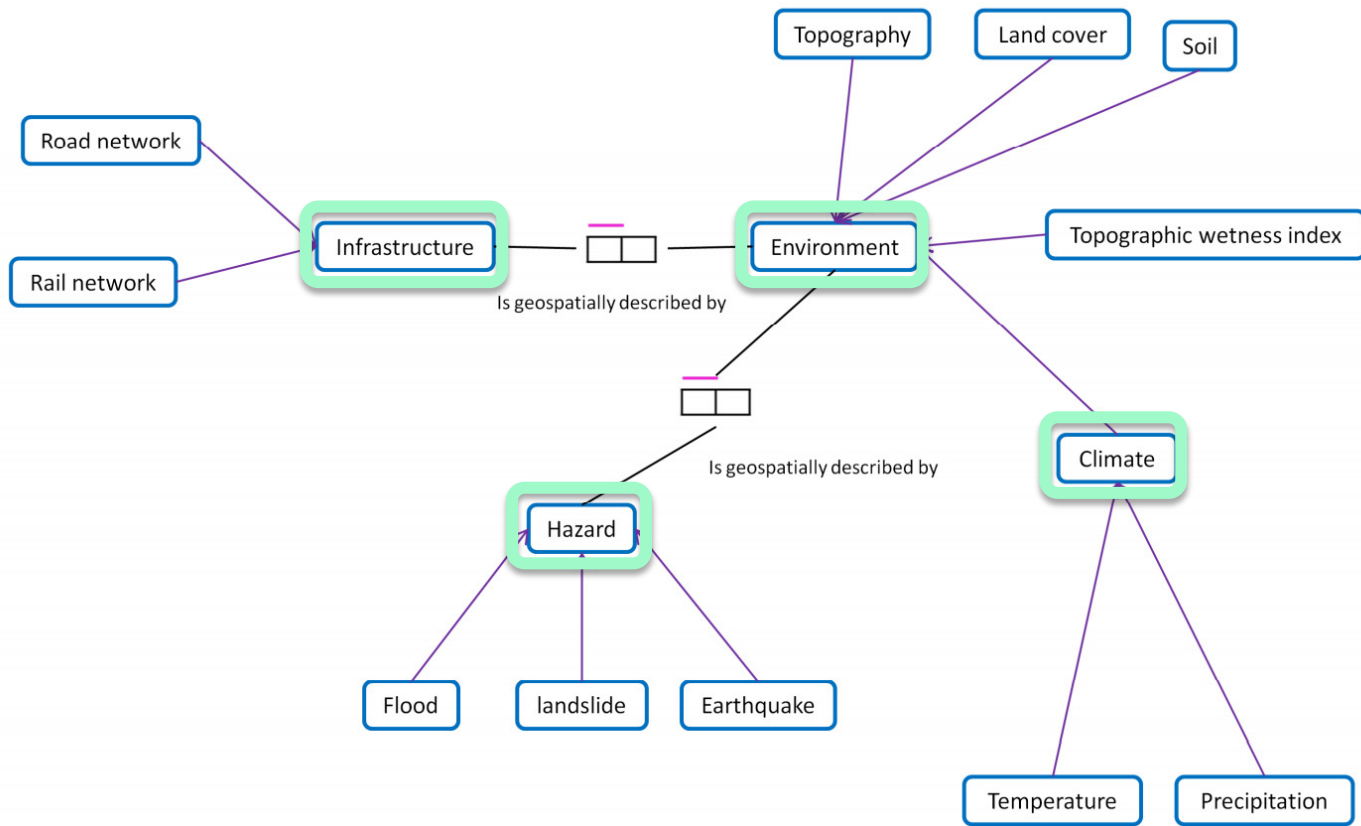 Topography
Land cover
Soil
Road network
Infrastructure
Environment
Topographic wetness index
Rail network
Is geospatially described by
Is geospatially described by
Climate
Hazard
Flood
landslide
Earthquake
Temperature
Precipitation